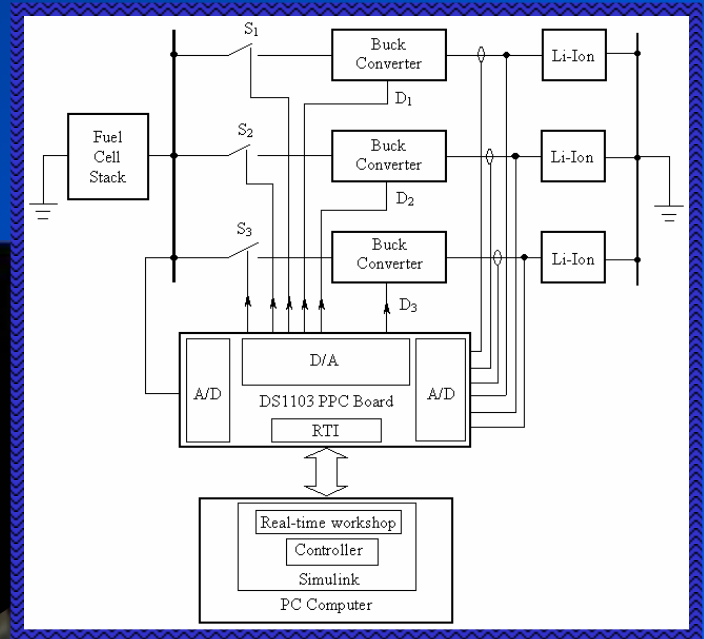 S1
Buck
Converter
Li-Ion
D1
Fuel
Cell
Stack
S2
Buck
Converter
Li-Ion
D2
S3
Buck
Converter
Li-Ion
D3
A/D
D/A
DS1103 PPC Board
RTI
A/D
Real-time workshop
Controller
Simulink
PC Computer